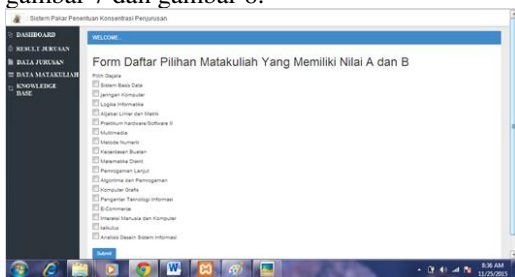 gambar 7 dan gambar 8.
Sistem Pakar Penentuan Konsentrasi Penjurusan
DASHBOARD
RESULT JURUSAN
DATA JURUSAN
DATA MATAKULIAH
KNOWLEDGE
BASE
WELCOME..
Form Daftar Pilihan Matakuliah Yang Memiliki Nilai A dan B
Pilih Gejala
Sistem Basis Data
Jaringan Komputer
Logika Informatika
Aljabar Linier dan Matrik
Praktikum hardware/Software II
Multimedia
Metode Numerik
Kecerdasan Buatan
Matematika Diskrit
Pemrograman Lanjut
Algoritma dan Pemrograman
Komputer Grafis
Pengantar Teknologi Informasi
E-Commerce
Interaksi Manusia dan Komputer
kalkulus
Analisis Desain Sistem Informasi
Submit
8:36 AM
11/25/2015